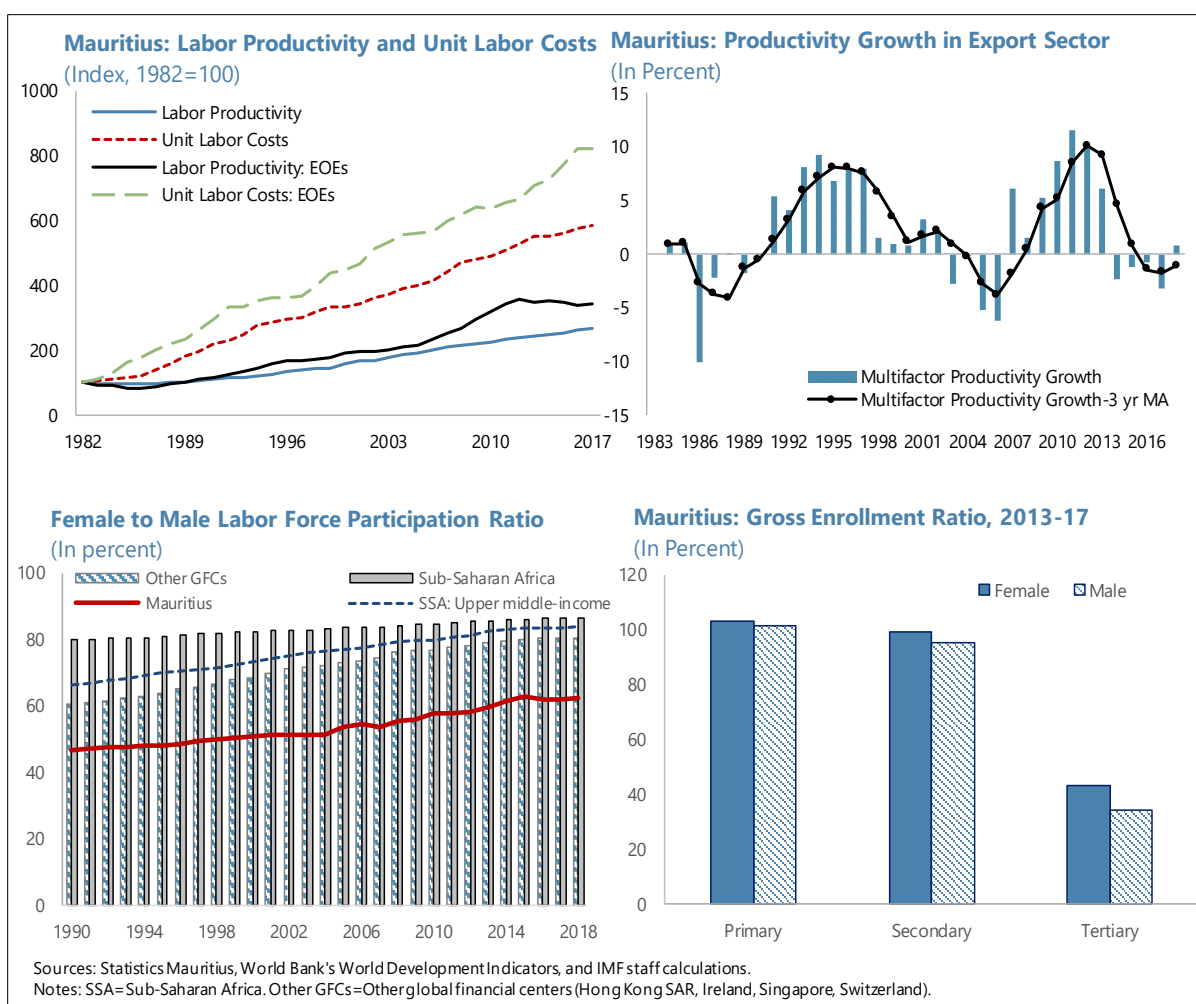 Mauritius: Labor Productivity and Unit Labor Costs
(Index, 1982=100)
1000
800
600
400
200
0
Labor Productivity
Unit Labor Costs
Labor Productivity: EOEs
Unit Labor Costs: EOEs
1982 1989 1996 2003 2010 2017
Mauritius: Productivity Growth in Export Sector
(In Percent)
15
10
5
0
-5
-10
-15
Multifactor Productivity Growth
Multifactor Productivity Growth-3 yr MA
1983 1986 1989 1992 1995 1998 2001 2004 2007 2010 2013 2016
Female to Male Labor Force Participation Ratio
(In percent)
100
80
60
40
20
0
Other GFCs
Sub-Saharan Africa
Mauritius
SSA: Upper middle-income
1990 1994 1998 2002 2006 2010 2014 2018
Mauritius: Gross Enrollment Ratio, 2013-17
(In Percent)
120
100
80
60
40
20
0
Female
Male
Primary Secondary Tertiary
Sources: Statistics Mauritius, World Bank's World Development Indicators, and IMF staff calculations.
Notes: SSA=Sub-Saharan Africa. Other GFCs=Other global financial centers (Hong Kong SAR, Ireland, Singapore, Switzerland).